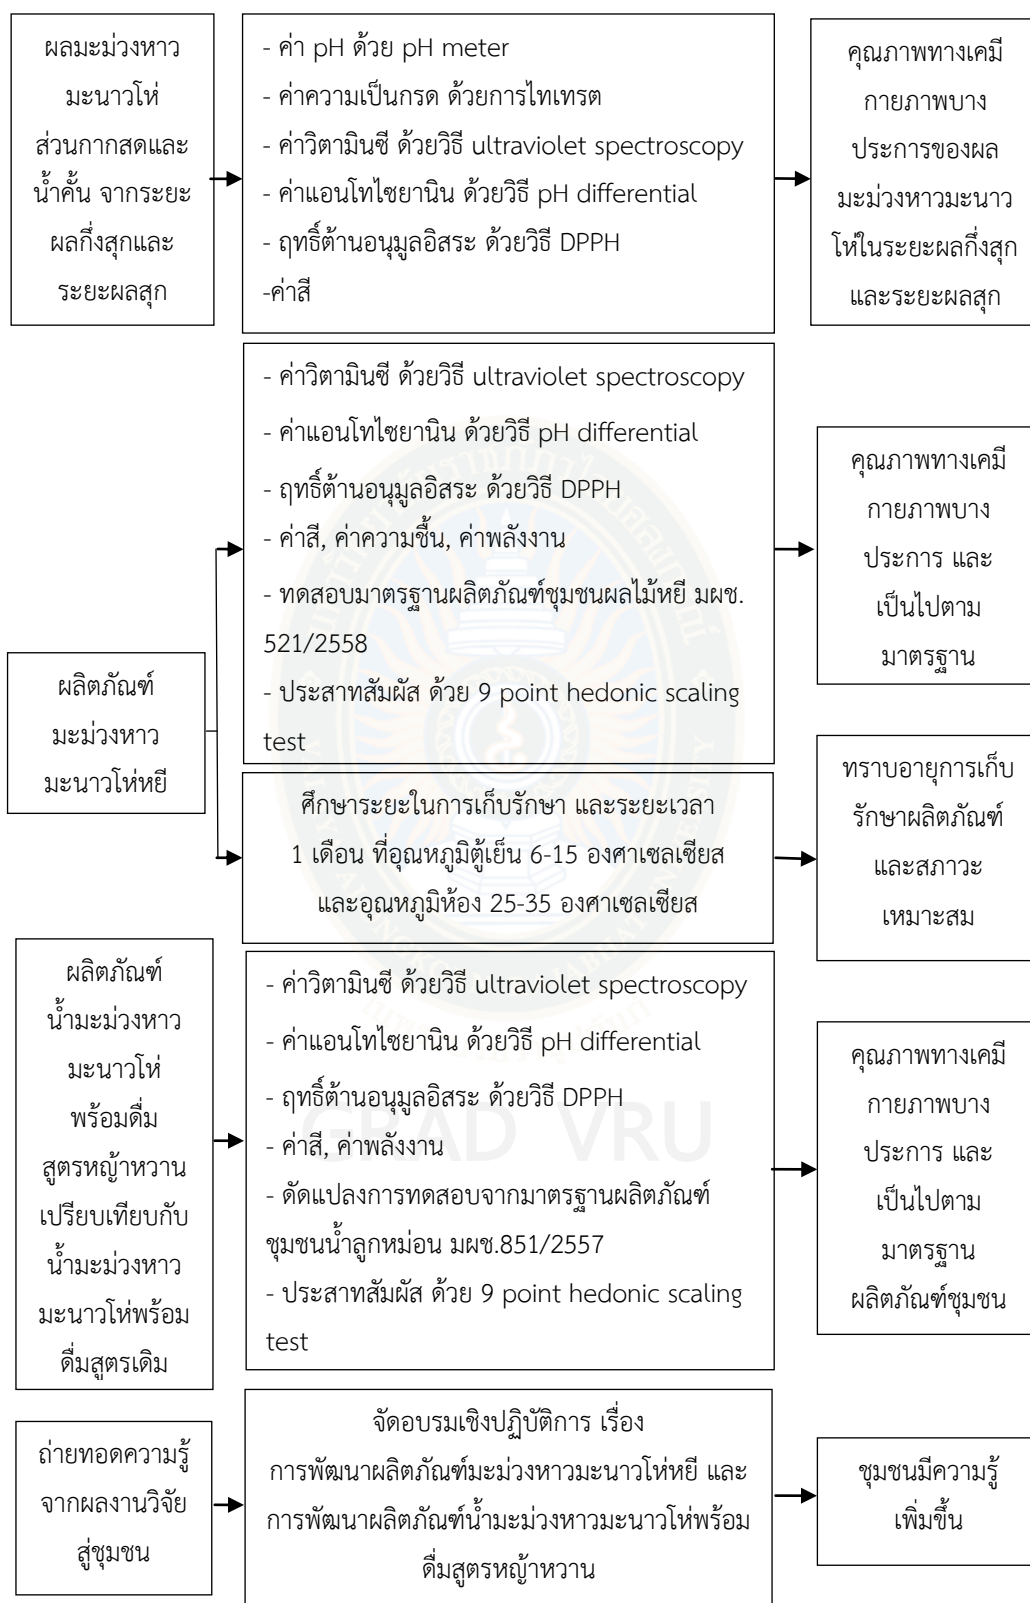 ผลมะม่วงหาว
มะนาวโห่
ส่วนกากสดและ
น้ำคั้น จากระยะ
ผลกึ่งสุกและ
ระยะผลสุก
- ค่า pH ด้วย pH meter
- ค่าความเป็นกรด ด้วยการไทเทรต
- ค่าวิตามินซี ด้วยวิธี ultraviolet spectroscopy
- ค่าแอนโทไซยานิน ด้วยวิธี pH differential
- ฤทธิ์ต้านอนุมูลอิสระ ด้วยวิธี DPPH
-ค่าสี
คุณภาพทางเคมี
กายภาพบาง
ประการของผล
มะม่วงหาวมะนาว
โห่ในระยะผลกึ่งสุก
และระยะผลสุก
ผลิตภัณฑ์
มะม่วงหาว
มะนาวโห่หยี
- ค่าวิตามินซี ด้วยวิธี ultraviolet spectroscopy
- ค่าแอนโทไซยานิน ด้วยวิธี pH differential
- ฤทธิ์ต้านอนุมูลอิสระ ด้วยวิธี DPPH
- ค่าสี, ค่าความชื้น, ค่าพลังงาน
- ทดสอบมาตรฐานผลิตภัณฑ์ชุมชนผลไม้หยี มผช.
521/2558
- ประสาทสัมผัส ด้วย 9 point hedonic scaling
test
คุณภาพทางเคมี
กายภาพบาง
ประการ และ
เป็นไปตาม
มาตรฐาน
ศึกษาระยะในการเก็บรักษา และระยะเวลา
1 เดือน ที่อุณหภูมิตู้เย็น 6-15 องศาเซลเซียส
และอุณหภูมิห้อง 25-35 องศาเซลเซียส
ทราบอายุการเก็บ
รักษาผลิตภัณฑ์
และสภาวะ
เหมาะสม
ผลิตภัณฑ์
น้ำมะม่วงหาว
มะนาวโห่
พร้อมดื่ม
สูตรหญ้าหวาน
เปรียบเทียบกับ
น้ำมะม่วงหาว
มะนาวโห่พร้อม
ดื่มสูตรเดิม
- ค่าวิตามินซี ด้วยวิธี ultraviolet spectroscopy
- ค่าแอนโทไซยานิน ด้วยวิธี pH differential
- ฤทธิ์ต้านอนุมูลอิสระ ด้วยวิธี DPPH
- ค่าสี, ค่าพลังงาน
- ดัดแปลงการทดสอบจากมาตรฐานผลิตภัณฑ์
ชุมชนน้ำลูกหม่อน มผช.851/2557
- ประสาทสัมผัส ด้วย 9 point hedonic scaling
test
คุณภาพทางเคมี
กายภาพบาง
ประการ และ
เป็นไปตาม
มาตรฐาน
ผลิตภัณฑ์ชุมชน
GRAD VRU
ถ่ายทอดความรู้
จากผลงานวิจัย
สู่ชุมชน
จัดอบรมเชิงปฏิบัติการ เรื่อง
การพัฒนาผลิตภัณฑ์มะม่วงหาวมะนาวโห่หยี และ
การพัฒนาผลิตภัณฑ์น้ำมะม่วงหาวมะนาวโห่พร้อม
ดื่มสูตรหญ้าหวาน
ชุมชนมีความรู้
เพิ่มขึ้น